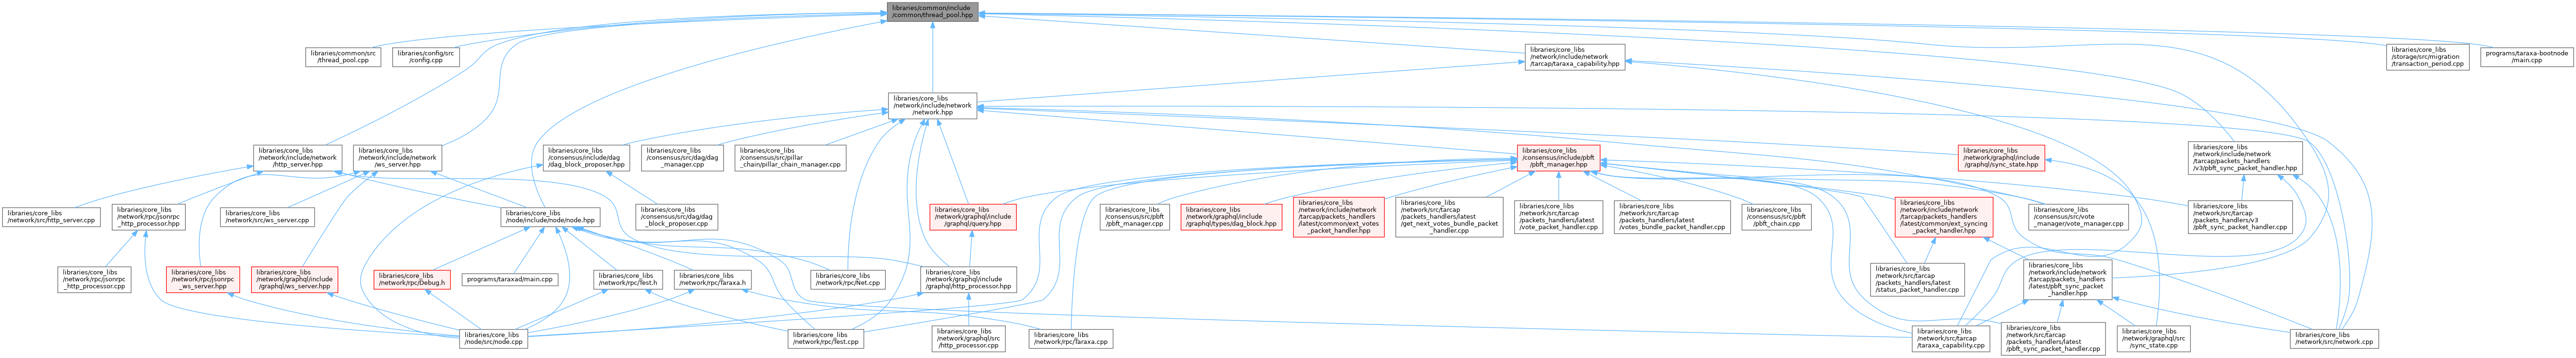 libraries/common/include
/common/thread_pool.hpp
libraries/common/src
/thread_pool.cpp
libraries/config/src
/config.cpp
libraries/core_libs
/network/include/network
/tarcap/taraxa_capability.hpp
libraries/core_libs
/storage/src/migration
/transaction_period.cpp
programs/taraxa-bootnode
/main.cpp
libraries/core_libs
/network/include/network
/network.hpp
libraries/core_libs
/network/include/network
/http_server.hpp
libraries/core_libs
/network/include/network
/ws_server.hpp
libraries/core_libs
/consensus/include/dag
/dag_block_proposer.hpp
libraries/core_libs
/consensus/src/dag/dag
_manager.cpp
libraries/core_libs
/consensus/src/pillar
_chain/pillar_chain_manager.cpp
libraries/core_libs
/consensus/include/pbft
/pbft_manager.hpp
libraries/core_libs
/network/graphql/include
/graphql/sync_state.hpp
libraries/core_libs
/network/include/network
/tarcap/packets_handlers
/v3/pbft_sync_packet_handler.hpp
libraries/core_libs
/network/src/http_server.cpp
libraries/core_libs
/network/rpc/jsonrpc
_http_processor.hpp
libraries/core_libs
/network/src/ws_server.cpp
libraries/core_libs
/node/include/node/node.hpp
libraries/core_libs
/consensus/src/dag/dag
_block_proposer.cpp
libraries/core_libs
/network/graphql/include
/graphql/query.hpp
libraries/core_libs
/consensus/src/pbft
/pbft_manager.cpp
libraries/core_libs
/network/graphql/include
/graphql/types/dag_block.hpp
libraries/core_libs
/network/include/network
/tarcap/packets_handlers
/latest/common/ext_votes
_packet_handler.hpp
libraries/core_libs
/network/src/tarcap
/packets_handlers/latest
/get_next_votes_bundle_packet
_handler.cpp
libraries/core_libs
/network/src/tarcap
/packets_handlers/latest
/vote_packet_handler.cpp
libraries/core_libs
/network/src/tarcap
/packets_handlers/latest
/votes_bundle_packet_handler.cpp
libraries/core_libs
/consensus/src/pbft
/pbft_chain.cpp
libraries/core_libs
/network/include/network
/tarcap/packets_handlers
/latest/common/ext_syncing
_packet_handler.hpp
libraries/core_libs
/consensus/src/vote
_manager/vote_manager.cpp
libraries/core_libs
/network/src/tarcap
/packets_handlers/v3
/pbft_sync_packet_handler.cpp
libraries/core_libs
/network/rpc/jsonrpc
_http_processor.cpp
libraries/core_libs
/network/rpc/jsonrpc
_ws_server.hpp
libraries/core_libs
/network/graphql/include
/graphql/ws_server.hpp
libraries/core_libs
/network/rpc/Debug.h
programs/taraxad/main.cpp
libraries/core_libs
/network/rpc/Test.h
libraries/core_libs
/network/rpc/Taraxa.h
libraries/core_libs
/network/rpc/Net.cpp
libraries/core_libs
/network/graphql/include
/graphql/http_processor.hpp
libraries/core_libs
/network/src/tarcap
/packets_handlers/latest
/status_packet_handler.cpp
libraries/core_libs
/network/include/network
/tarcap/packets_handlers
/latest/pbft_sync_packet
_handler.hpp
libraries/core_libs
/node/src/node.cpp
libraries/core_libs
/network/rpc/Test.cpp
libraries/core_libs
/network/graphql/src
/http_processor.cpp
libraries/core_libs
/network/rpc/Taraxa.cpp
libraries/core_libs
/network/src/tarcap
/taraxa_capability.cpp
libraries/core_libs
/network/src/tarcap
/packets_handlers/latest
/pbft_sync_packet_handler.cpp
libraries/core_libs
/network/graphql/src
/sync_state.cpp
libraries/core_libs
/network/src/network.cpp